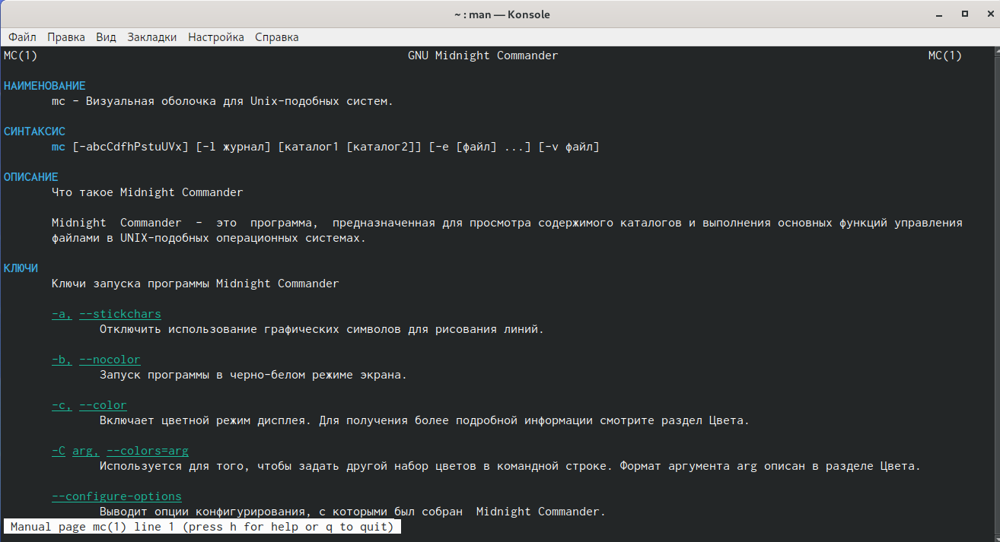 ~ : man — Konsole
Файл Правка Вид Закладки Настройка Справка
MC(1) GNU Midnight Commander MC(1)
НАИМЕНОВАНИЕ
mc - Визуальная оболочка для Unix-подобных систем.
СИНТАКСИС
mc [-abcCdfhPstuUVx] [-l журнал] [каталог1 [каталог2]] [-e [файл] ...] [-v файл]
ОПИСАНИЕ
Что такое Midnight Commander
Midnight Commander - это программа, предназначенная для просмотра содержимого каталогов и выполнения основных функций управления
файлами в UNIX-подобных операционных системах.
КЛЮЧИ
Ключи запуска программы Midnight Commander
-a, --stickchars
Отключить использование графических символов для рисования линий.
-b, --nocolor
Запуск программы в черно-белом режиме экрана.
-c, --color
Включает цветной режим дисплея. Для получения более подробной информации смотрите раздел Цвета.
-C arg, --colors=arg
Используется для того, чтобы задать другой набор цветов в командной строке. Формат аргумента arg описан в разделе Цвета.
--configure-options
Выводит опции конфигурирования, с которыми был собран Midnight Commander.
Manual page mc(1) line 1 (press h for help or q to quit)